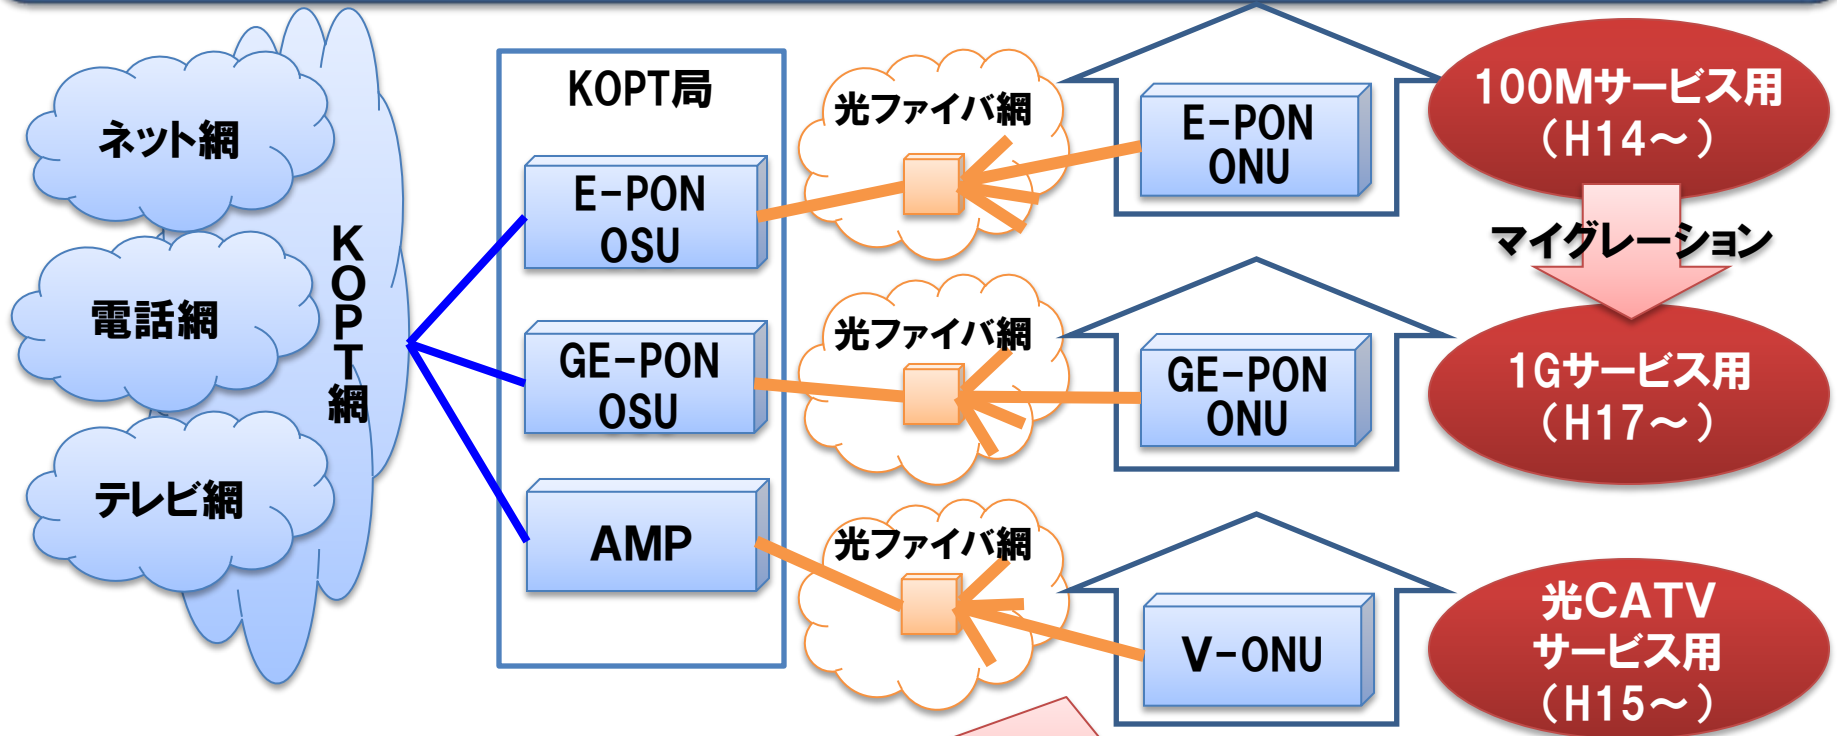 ネット網
電話網
テレビ網
KOPT網
KOPT局
E-PON
OSU
GE-PON
OSU
AMP
光ファイバ網
光ファイバ網
光ファイバ網
E-PON
ONU
GE-PON
ONU
V-ONU
100Mサービス用
（H14～）
マイグレーション
1Gサービス用
（H17～）
光CATV
サービス用
（H15～）